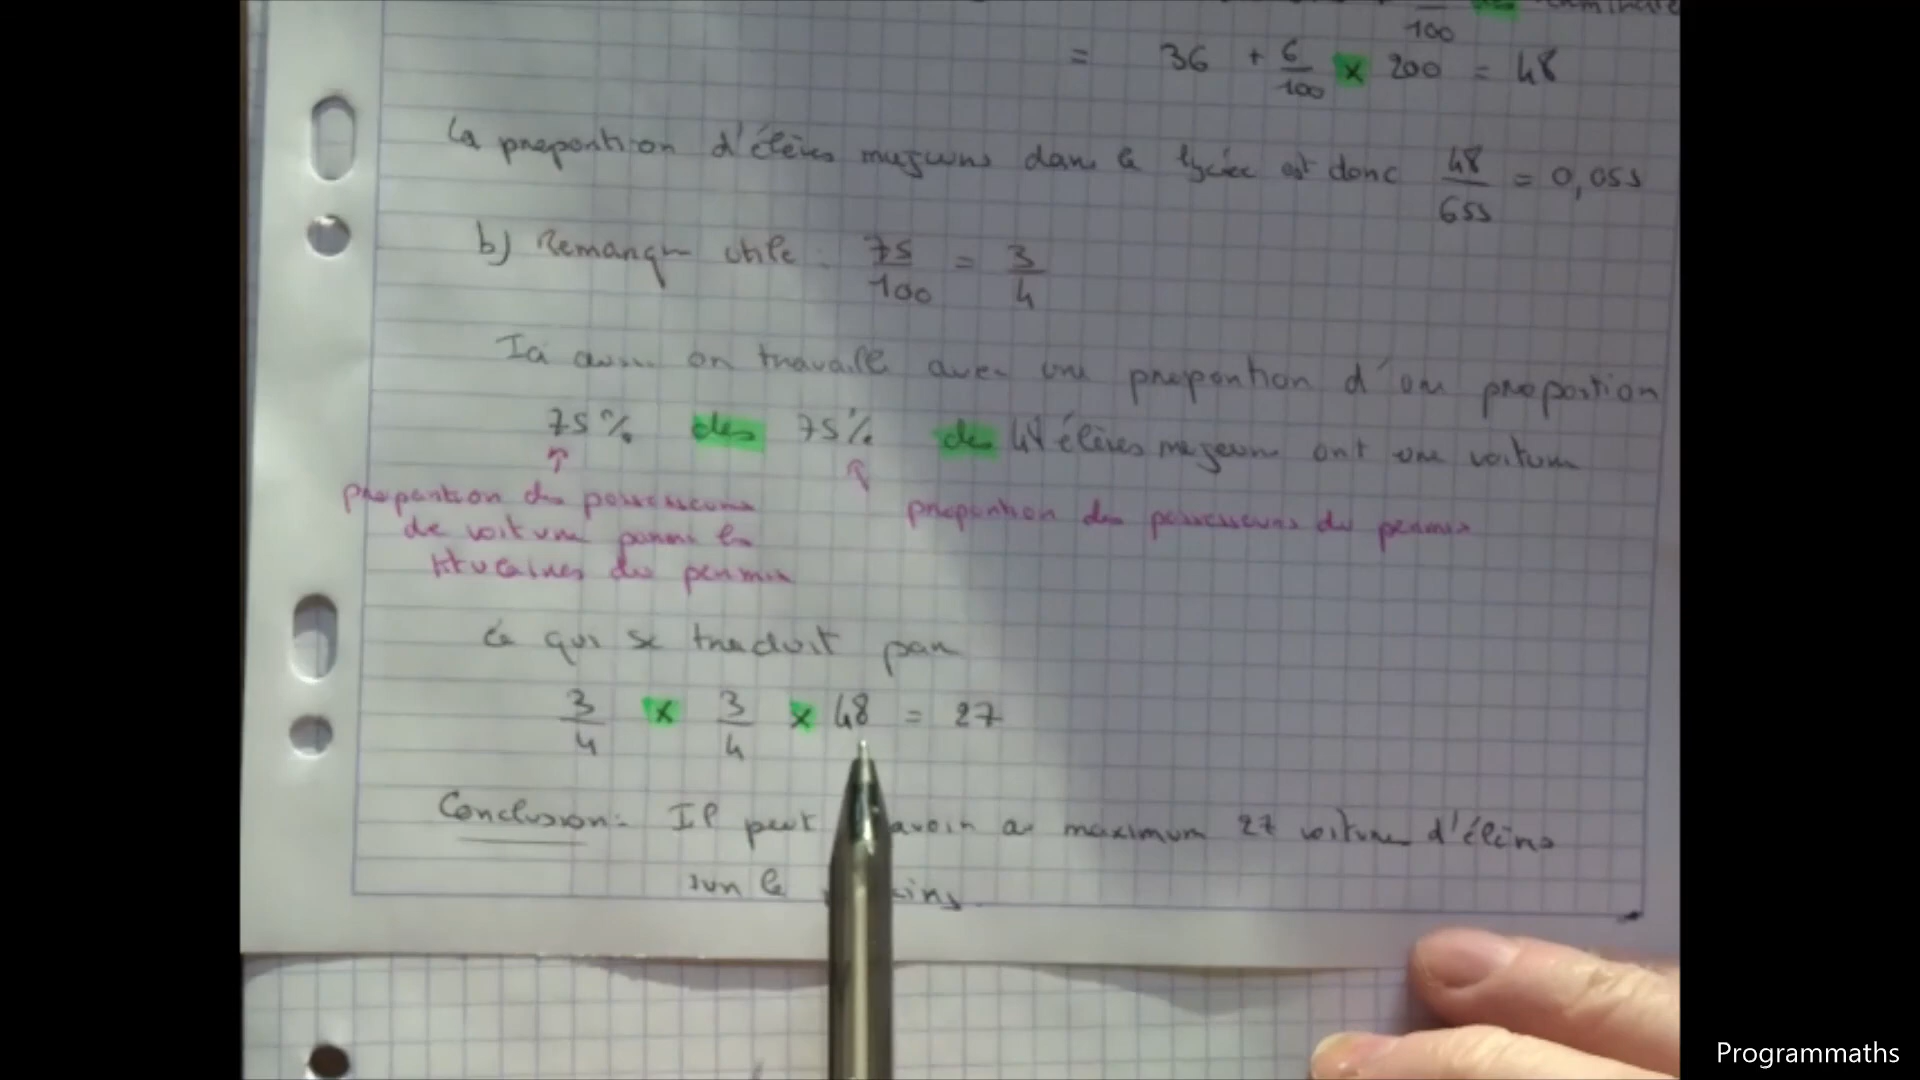 100
= 36 + 6/100 x 200 = 48
La proportion d'élèves majeurs dans le lycée est donc 48/655 = 0,055
b) Remarque utile : 75/100 = 3/4
Ici aussi on travaille avec une proportion d'une proportion
75% des 75% des 48 élèves majeurs ont une voiture
proportion des possesseurs
de voiture parmi les
titulaires du permis
proportion des possesseurs du permis
Ce qui se traduit par
3/4 x 3/4 x 48 = 27
Conclusion : Il peut avoir au maximum 27 voitures d'élèves
sur le
Programmaths